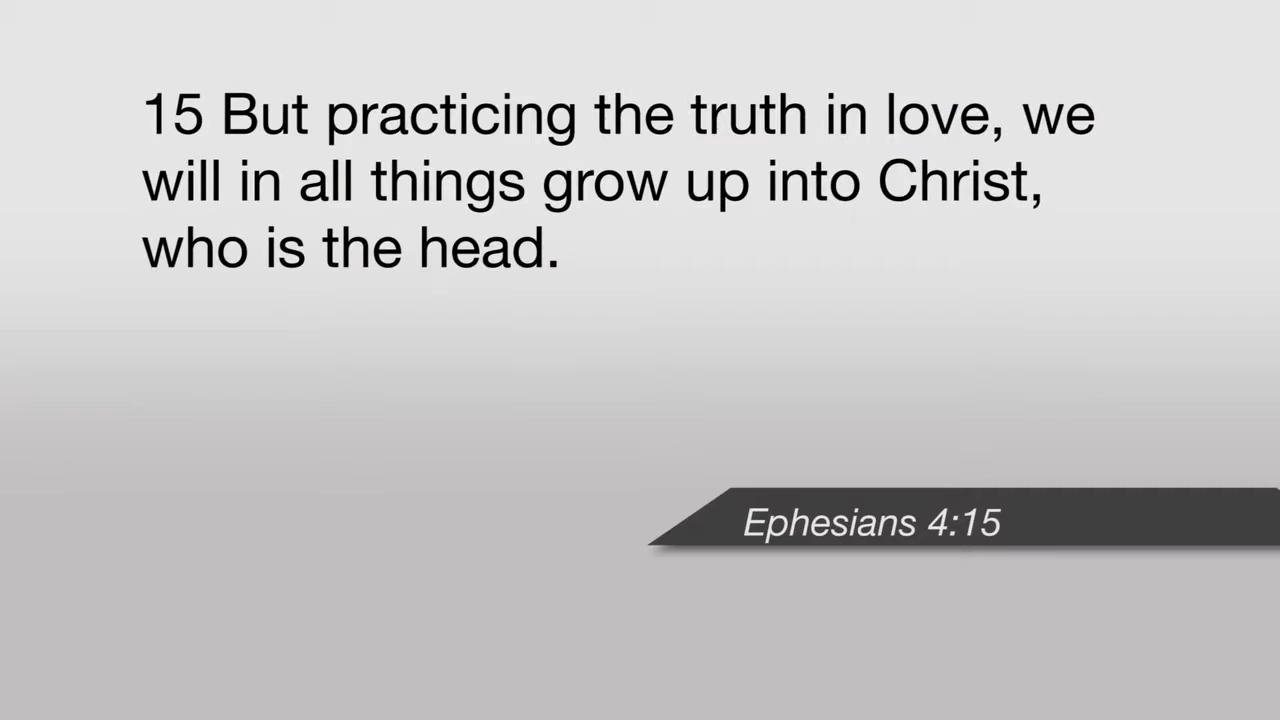 15 But practicing the truth in love, we
will in all things grow up into Christ,
who is the head.
Ephesians 4:15